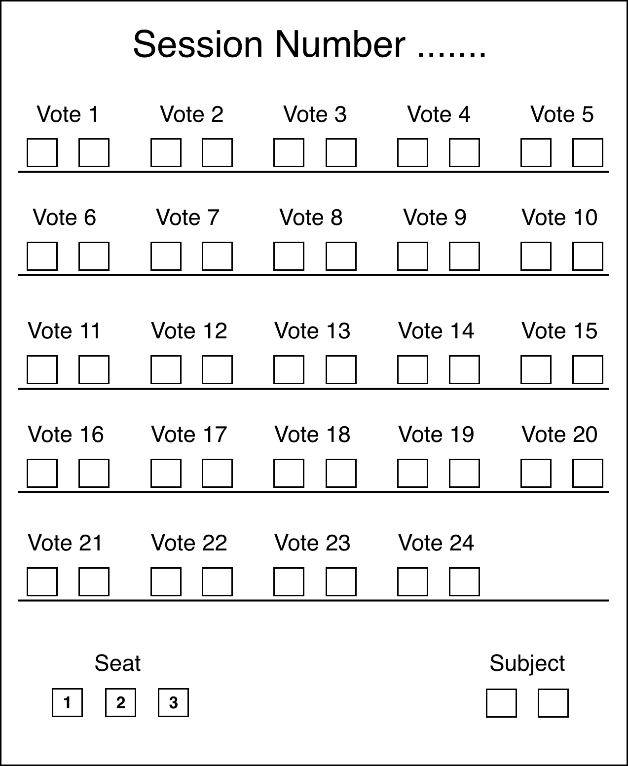 Session Number .......
Vote 1 Vote 2 Vote 3 Vote 4 Vote 5
Vote 6 Vote 7 Vote 8 Vote 9 Vote 10
Vote 11 Vote 12 Vote 13 Vote 14 Vote 15
Vote 16 Vote 17 Vote 18 Vote 19 Vote 20
Vote 21 Vote 22 Vote 23 Vote 24
Seat Subject
1 2 3